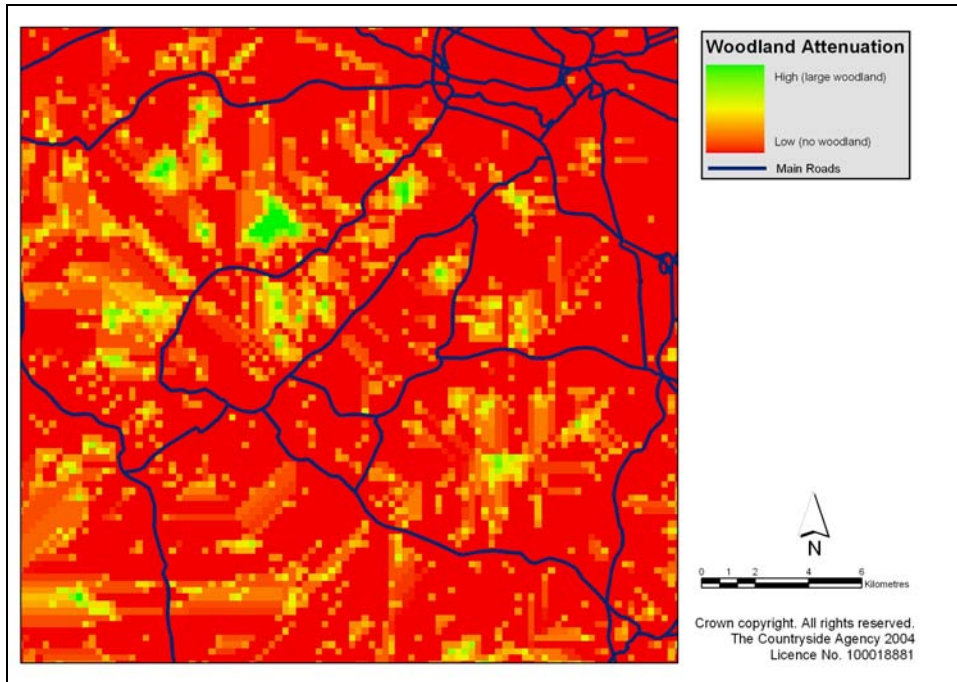 Woodland Attenuation
High (large woodland)
Low (no woodland)
Main Roads
N
0 1 2 4 6
Kilometres
Crown copyright. All rights reserved.
The Countryside Agency 2004
Licence No. 100018881